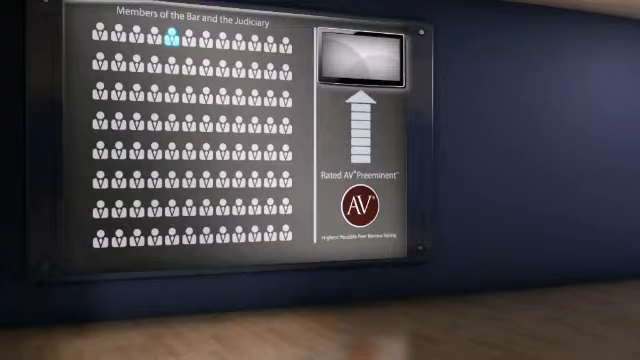 Members of the Bar and the Judiciary
Rated AV® Preeminent™
AV®
Highest Possible Peer Review Rating